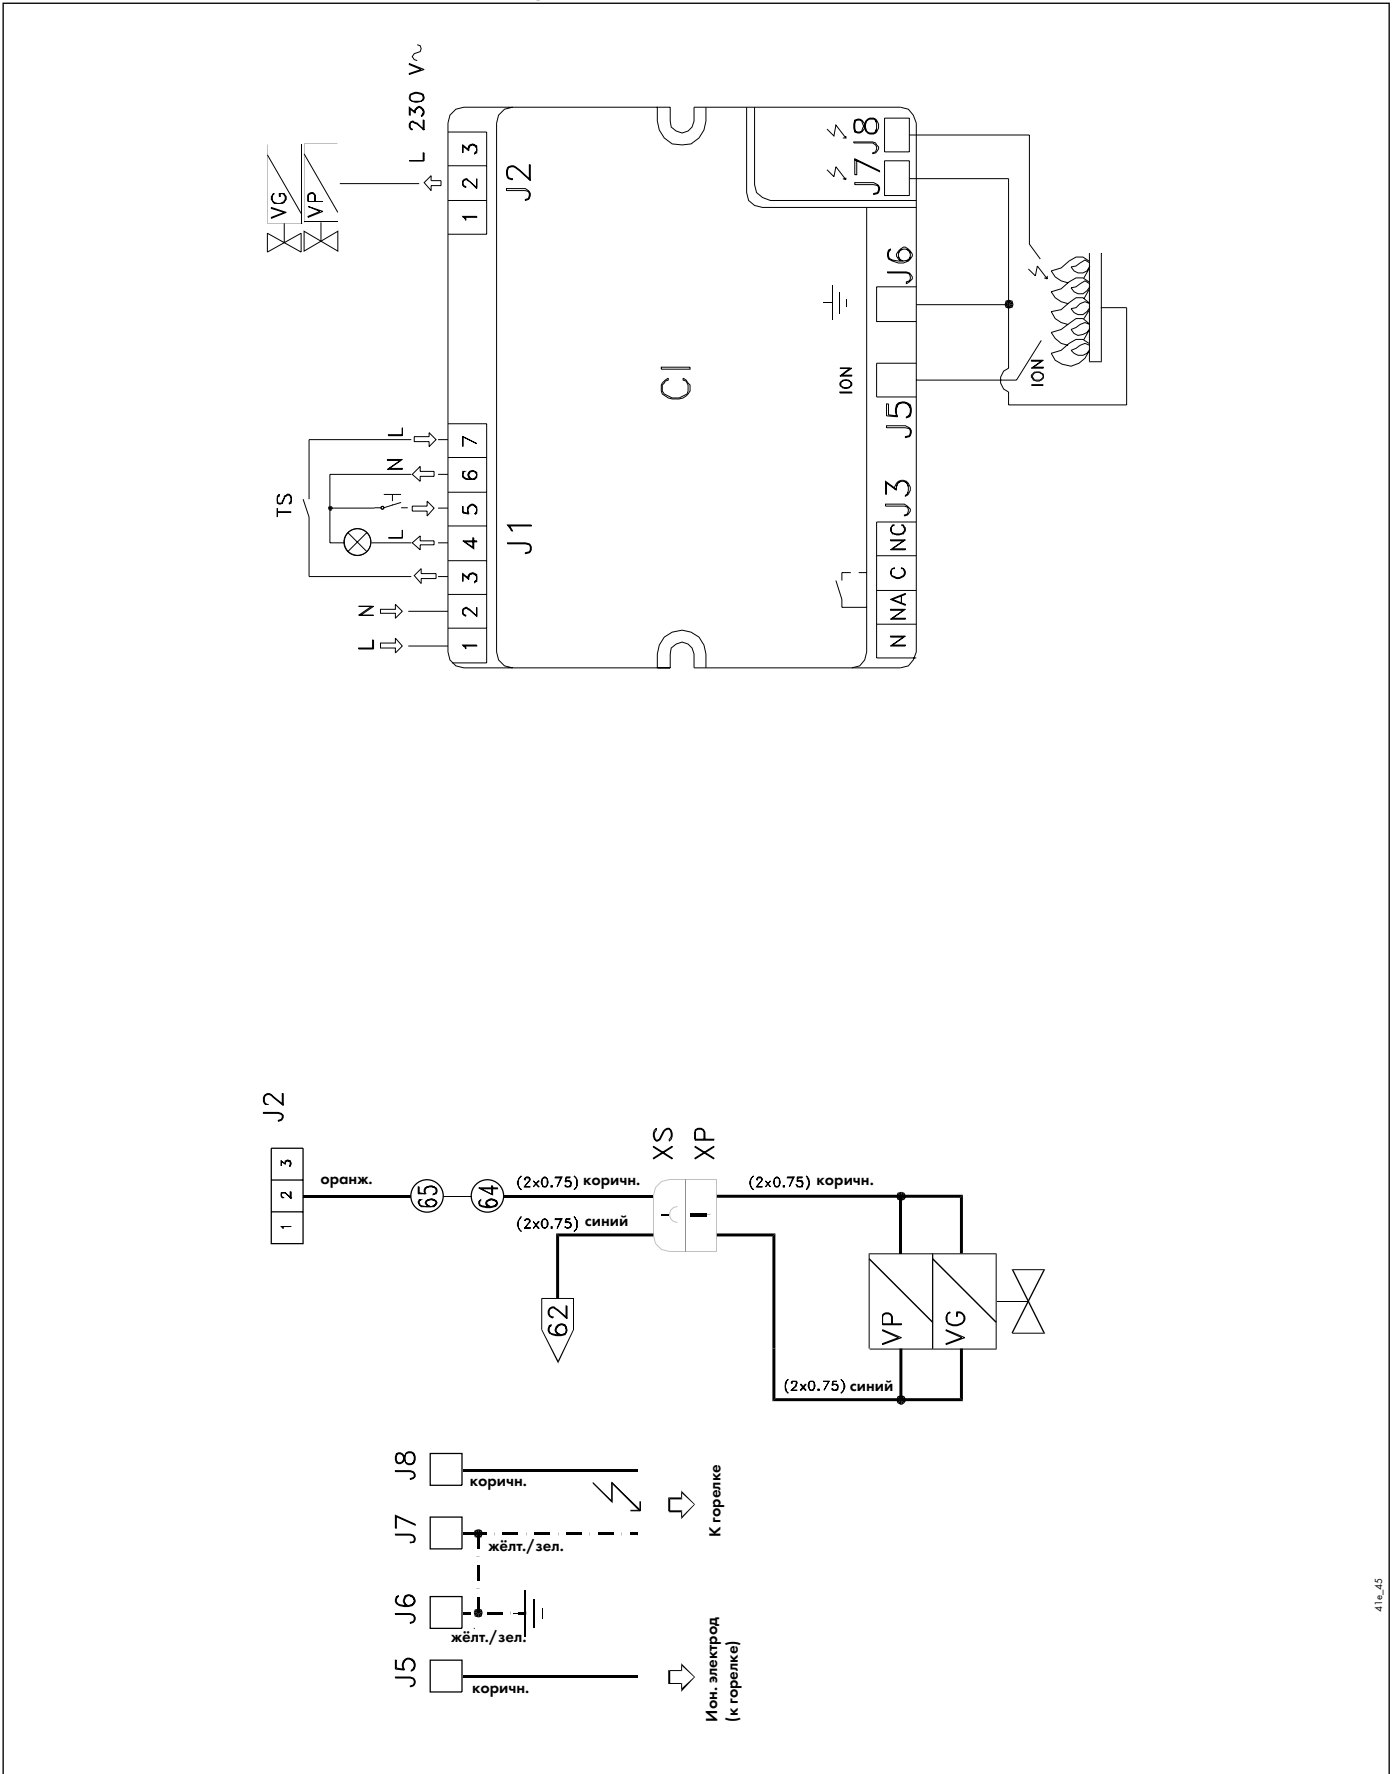 L 230 V~
VG
VP
1 2 3
J2
TS
L
N
L
N
L
1 2 3 4 5 6 7
J1
CI
J7 J8
J6
ION
J5
ION
J3
N NA C NC
J2
1 2 3
оранж.
65
64
(2x0.75) коричн.
(2x0.75) синий
XS
XP
(2x0.75) коричн.
62
VP
VG
(2x0.75) синий
J8
коричн.
J7
жёлт./зел.
К горелке
J6
жёлт./зел.
J5
коричн.
Ион. электрод
(к горелке)
41e_45